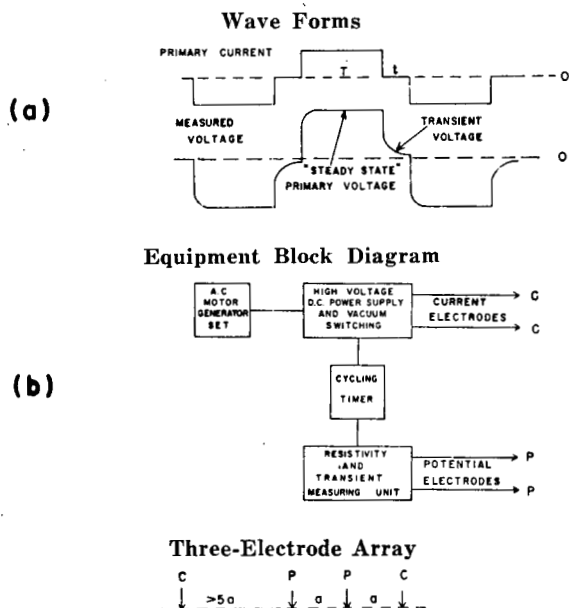 Wave Forms
PRIMARY CURRENT
T t
O
(a)
MEASURED
VOLTAGE
TRANSIENT
VOLTAGE
O
"STEADY STATE"
PRIMARY VOLTAGE
Equipment Block Diagram
A.C
MOTOR
GENERATOR
SET
HIGH VOLTAGE
D.C. POWER SUPPLY
AND VACUUM
SWITCHING
CURRENT
ELECTRODES
C
C
(b)
CYCLING
TIMER
RESISTIVITY
AND
TRANSIENT
MEASURING UNIT
POTENTIAL
ELECTRODES
P
P
Three-Electrode Array
C P P C
>5a a a